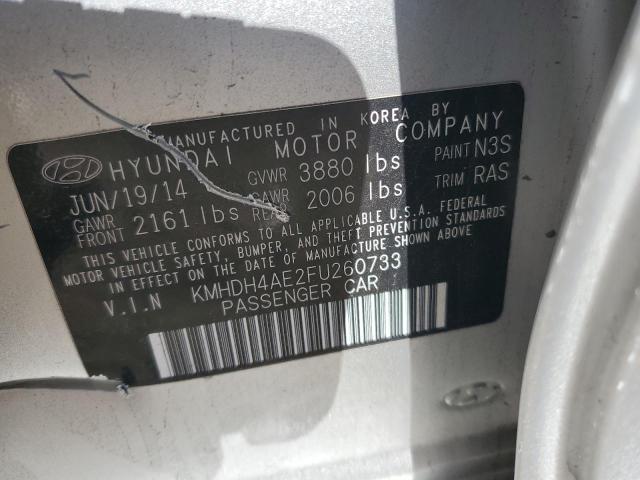 MANUFACTURED IN KOREA BY
HYUNDAI MOTOR COMPANY
JUN/19/14 GVWR 3880 lbs PAINT N3S
GAWR FRONT 2161 lbs GAWR REAR 2006 lbs TRIM RAS
THIS VEHICLE CONFORMS TO ALL APPLICABLE U.S.A. FEDERAL
MOTOR VEHICLE SAFETY, BUMPER, AND THEFT PREVENTION STANDARDS
IN EFFECT ON THE DATE OF MANUFACTURE SHOWN ABOVE.
V.I.N KMHDH4AE2FU260733
PASSENGER CAR